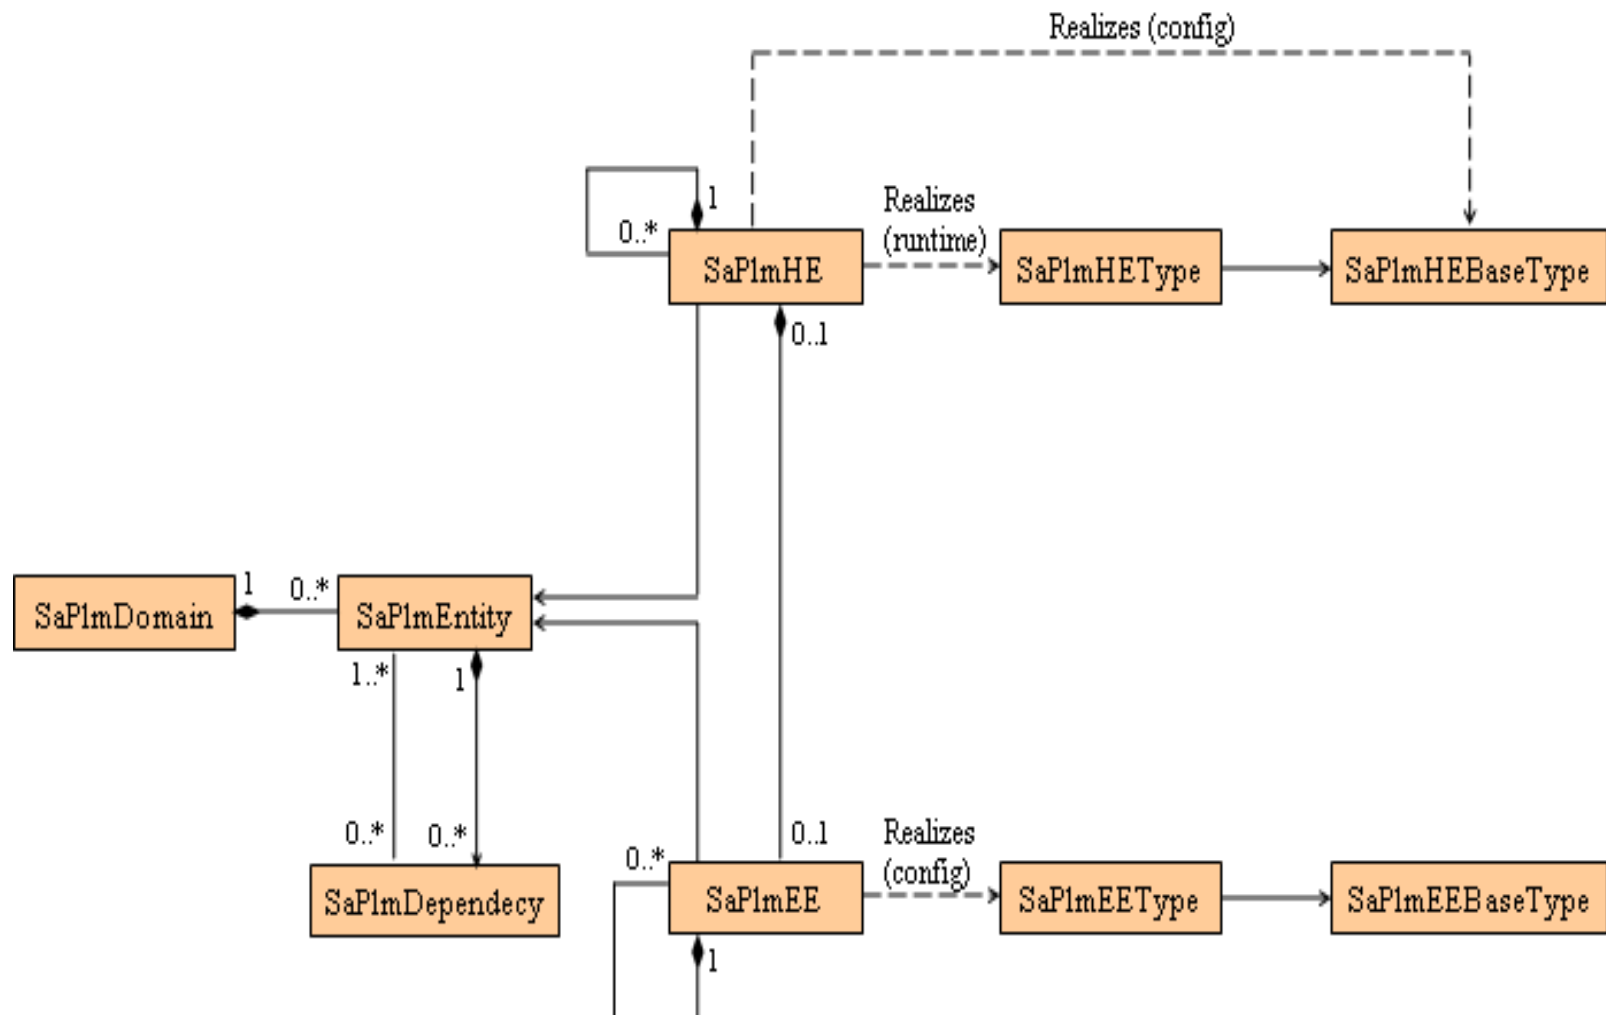 Realizes (config)
1
0..*
Realizes
(runtime)
SaPlmHE
SaPlmHEType
SaPlmHEBaseType
0..1
1
0..*
SaPlmDomain
SaPlmEntity
1..*
1
0..*
0..*
0..1
0..*
Realizes
(config)
SaPlmDependecy
SaPlmEE
SaPlmEEType
SaPlmEEBaseType
1